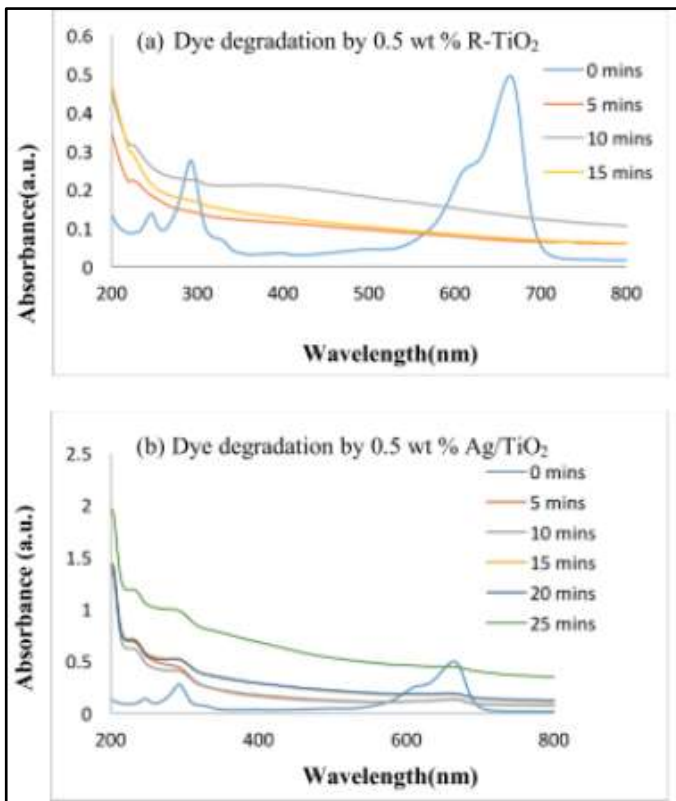 (a) Dye degradation by 0.5 wt % R-TiO₂
0.6
0.5
0.4
0.3
0.2
0.1
0
Absorbance(a.u.)
0 mins
5 mins
10 mins
15 mins
200 300 400 500 600 700 800
Wavelength(nm)
(b) Dye degradation by 0.5 wt % Ag/TiO₂
2.5
2
1.5
1
0.5
0
Absorbance (a.u.)
0 mins
5 mins
10 mins
15 mins
20 mins
25 mins
200 400 600 800
Wavelength(nm)